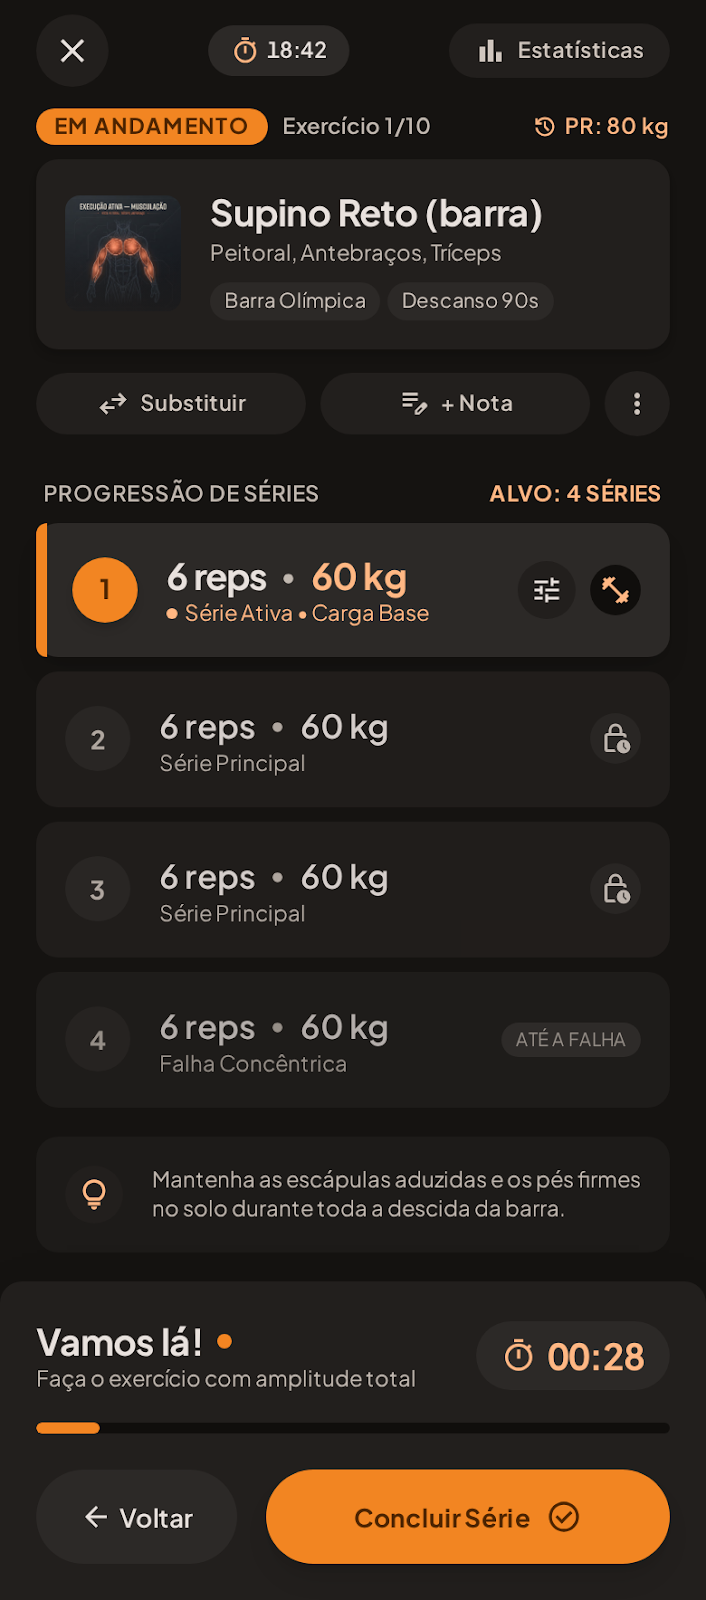 18:42
Estatísticas
EM ANDAMENTO
Exercício 1/10
PR: 80 kg
EXECUÇÃO ATIVA — MUSCULAÇÃO
Supino Reto (barra)
Peitoral, Antebraços, Tríceps
Barra Olímpica
Descanso 90s
Substituir
+ Nota
PROGRESSÃO DE SÉRIES
ALVO: 4 SÉRIES
1
6 reps • 60 kg
Série Ativa • Carga Base
2
6 reps • 60 kg
Série Principal
3
6 reps • 60 kg
Série Principal
4
6 reps • 60 kg
Falha Concêntrica
ATÉ A FALHA
Mantenha as escápulas aduzidas e os pés firmes
no solo durante toda a descida da barra.
Vamos lá!
Faça o exercício com amplitude total
00:28
Voltar
Concluir Série